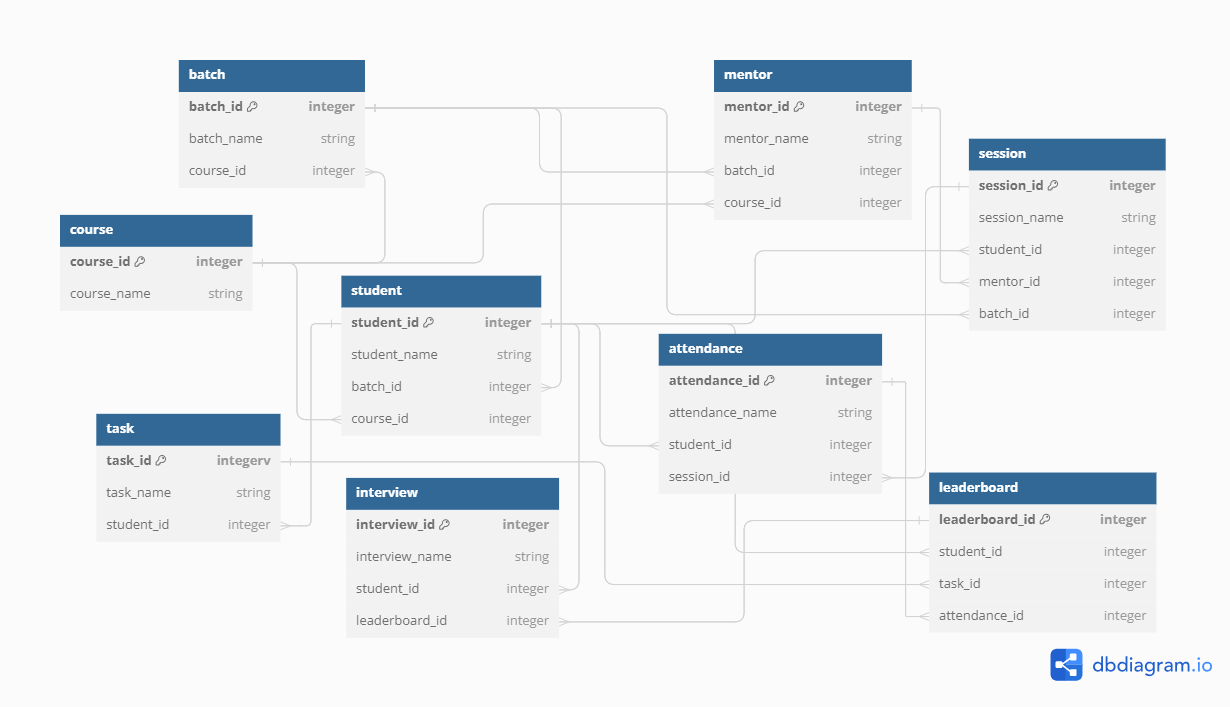 batch
batch_id integer
batch_name string
course_id integer
mentor
mentor_id integer
mentor_name string
batch_id integer
course_id integer
session
session_id integer
session_name string
student_id integer
mentor_id integer
batch_id integer
course
course_id integer
course_name string
student
student_id integer
student_name string
batch_id integer
course_id integer
attendance
attendance_id integer
attendance_name string
student_id integer
session_id integer
task
task_id integerv
task_name string
student_id integer
interview
interview_id integer
interview_name string
student_id integer
leaderboard_id integer
leaderboard
leaderboard_id integer
student_id integer
task_id integer
attendance_id integer
dbdiagram.io